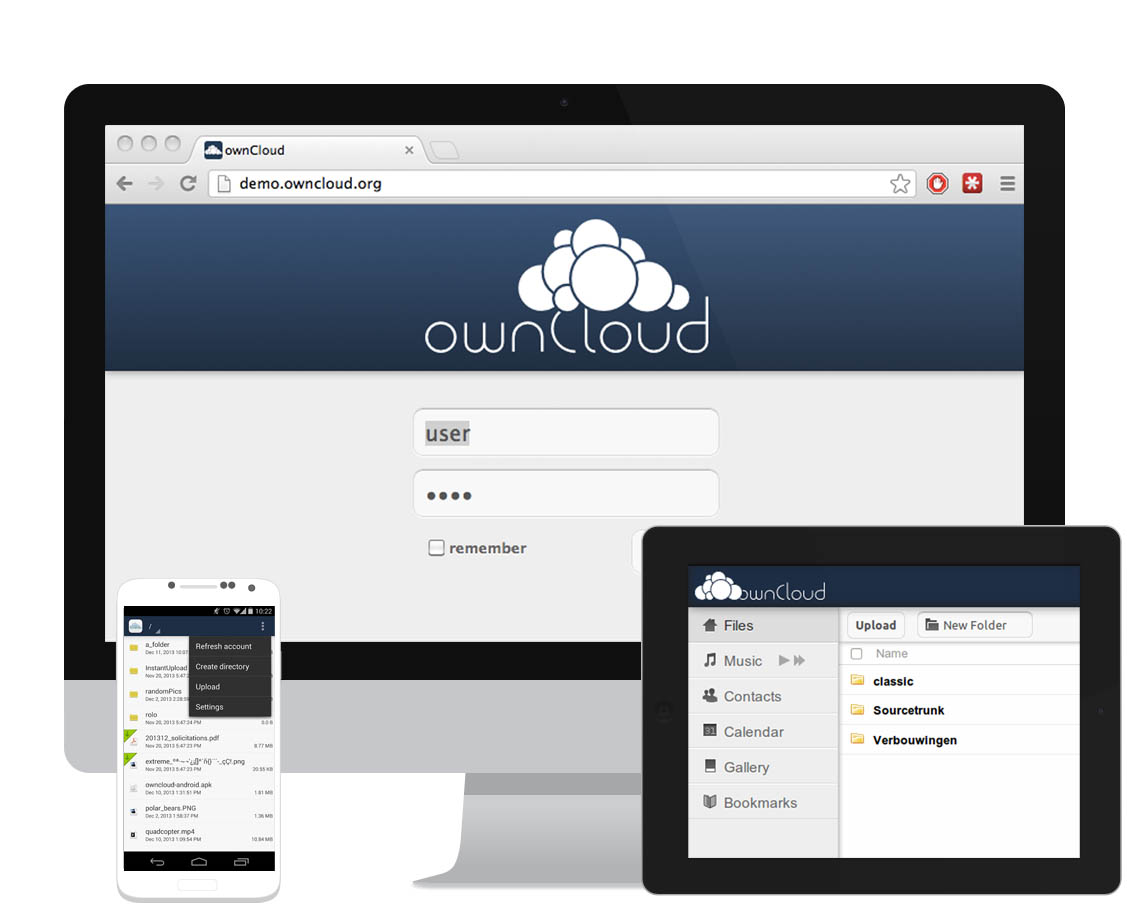 ownCloud
demo.owncloud.org
ownCloud
user
remember
10:22
/
a_folder
Dec 11, 2013 10:07
Refresh account
InstantUpload
Nov 20, 2013 5:47:23
Create directory
randomPics
Dec 2, 2013 2:28:59
Upload
rolo
Nov 20, 2013 5:47:24 PM
0.0 B
Settings
201312_solicitations.pdf
Nov 20, 2013 5:47:23 PM
8.77 MB
Nov 20, 2013 5:47:23 PM
20.55 KB
owncloud-android.apk
Dec 10, 2013 1:31:51 PM
1.81 MB
polar_bears.PNG
Dec 2, 2013 1:58:37 PM
1.36 MB
quadcopter.mp4
Dec 10, 2013 1:09:54 PM
10.84 MB
ownCloud
Files
Music
Contacts
31 Calendar
Gallery
Bookmarks
Upload
New Folder
Name
classic
Sourcetrunk
Verbouwingen